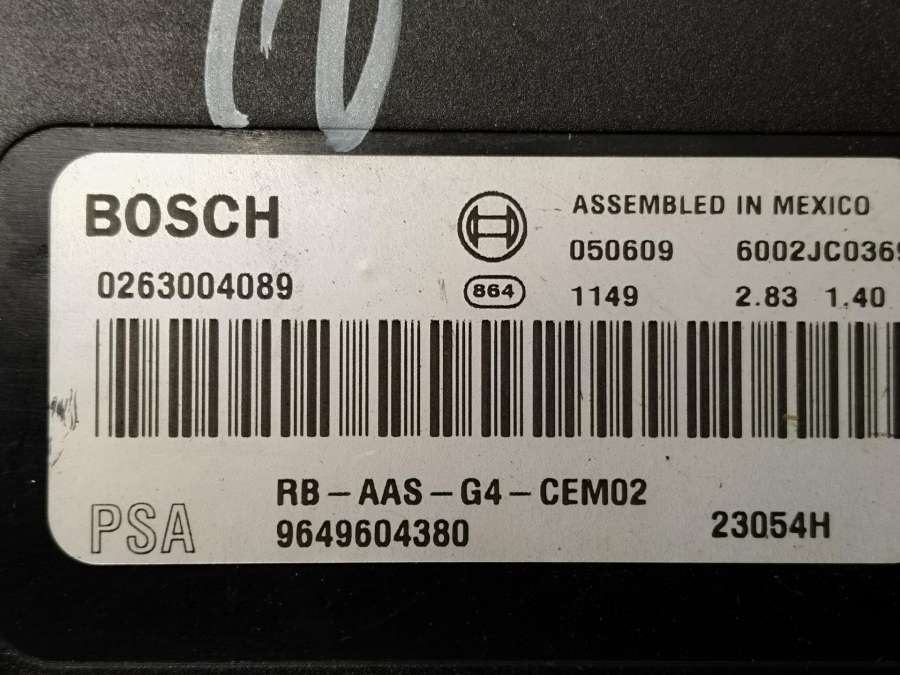 BOSCH
ASSEMBLED IN MEXICO
050609 6002JC0369
0263004089
864
1149 2.83 1.40
RB-AAS-G4-CEM02
PSA
9649604380
23054H